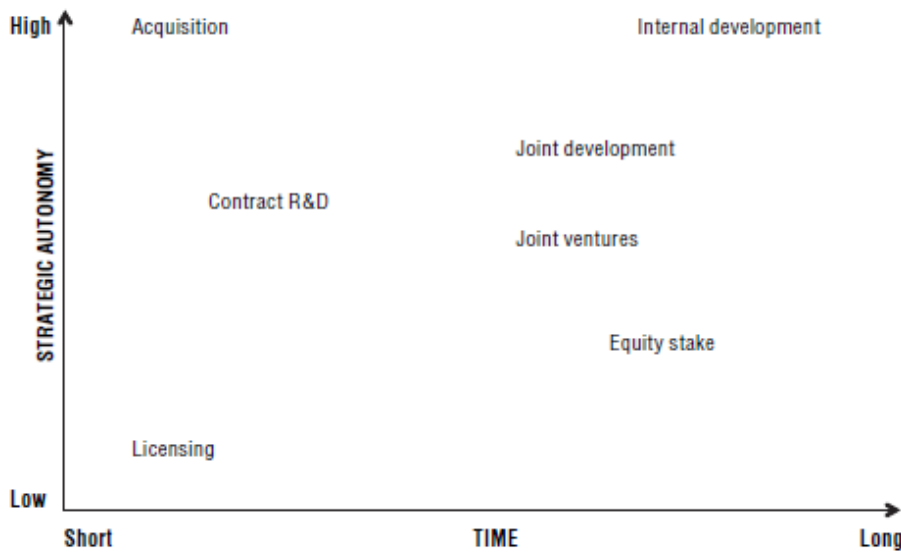 High
Acquisition
Internal development
Joint development
Contract R&D
Joint ventures
Equity stake
Licensing
STRATEGIC AUTONOMY
Low
Short
TIME
Long